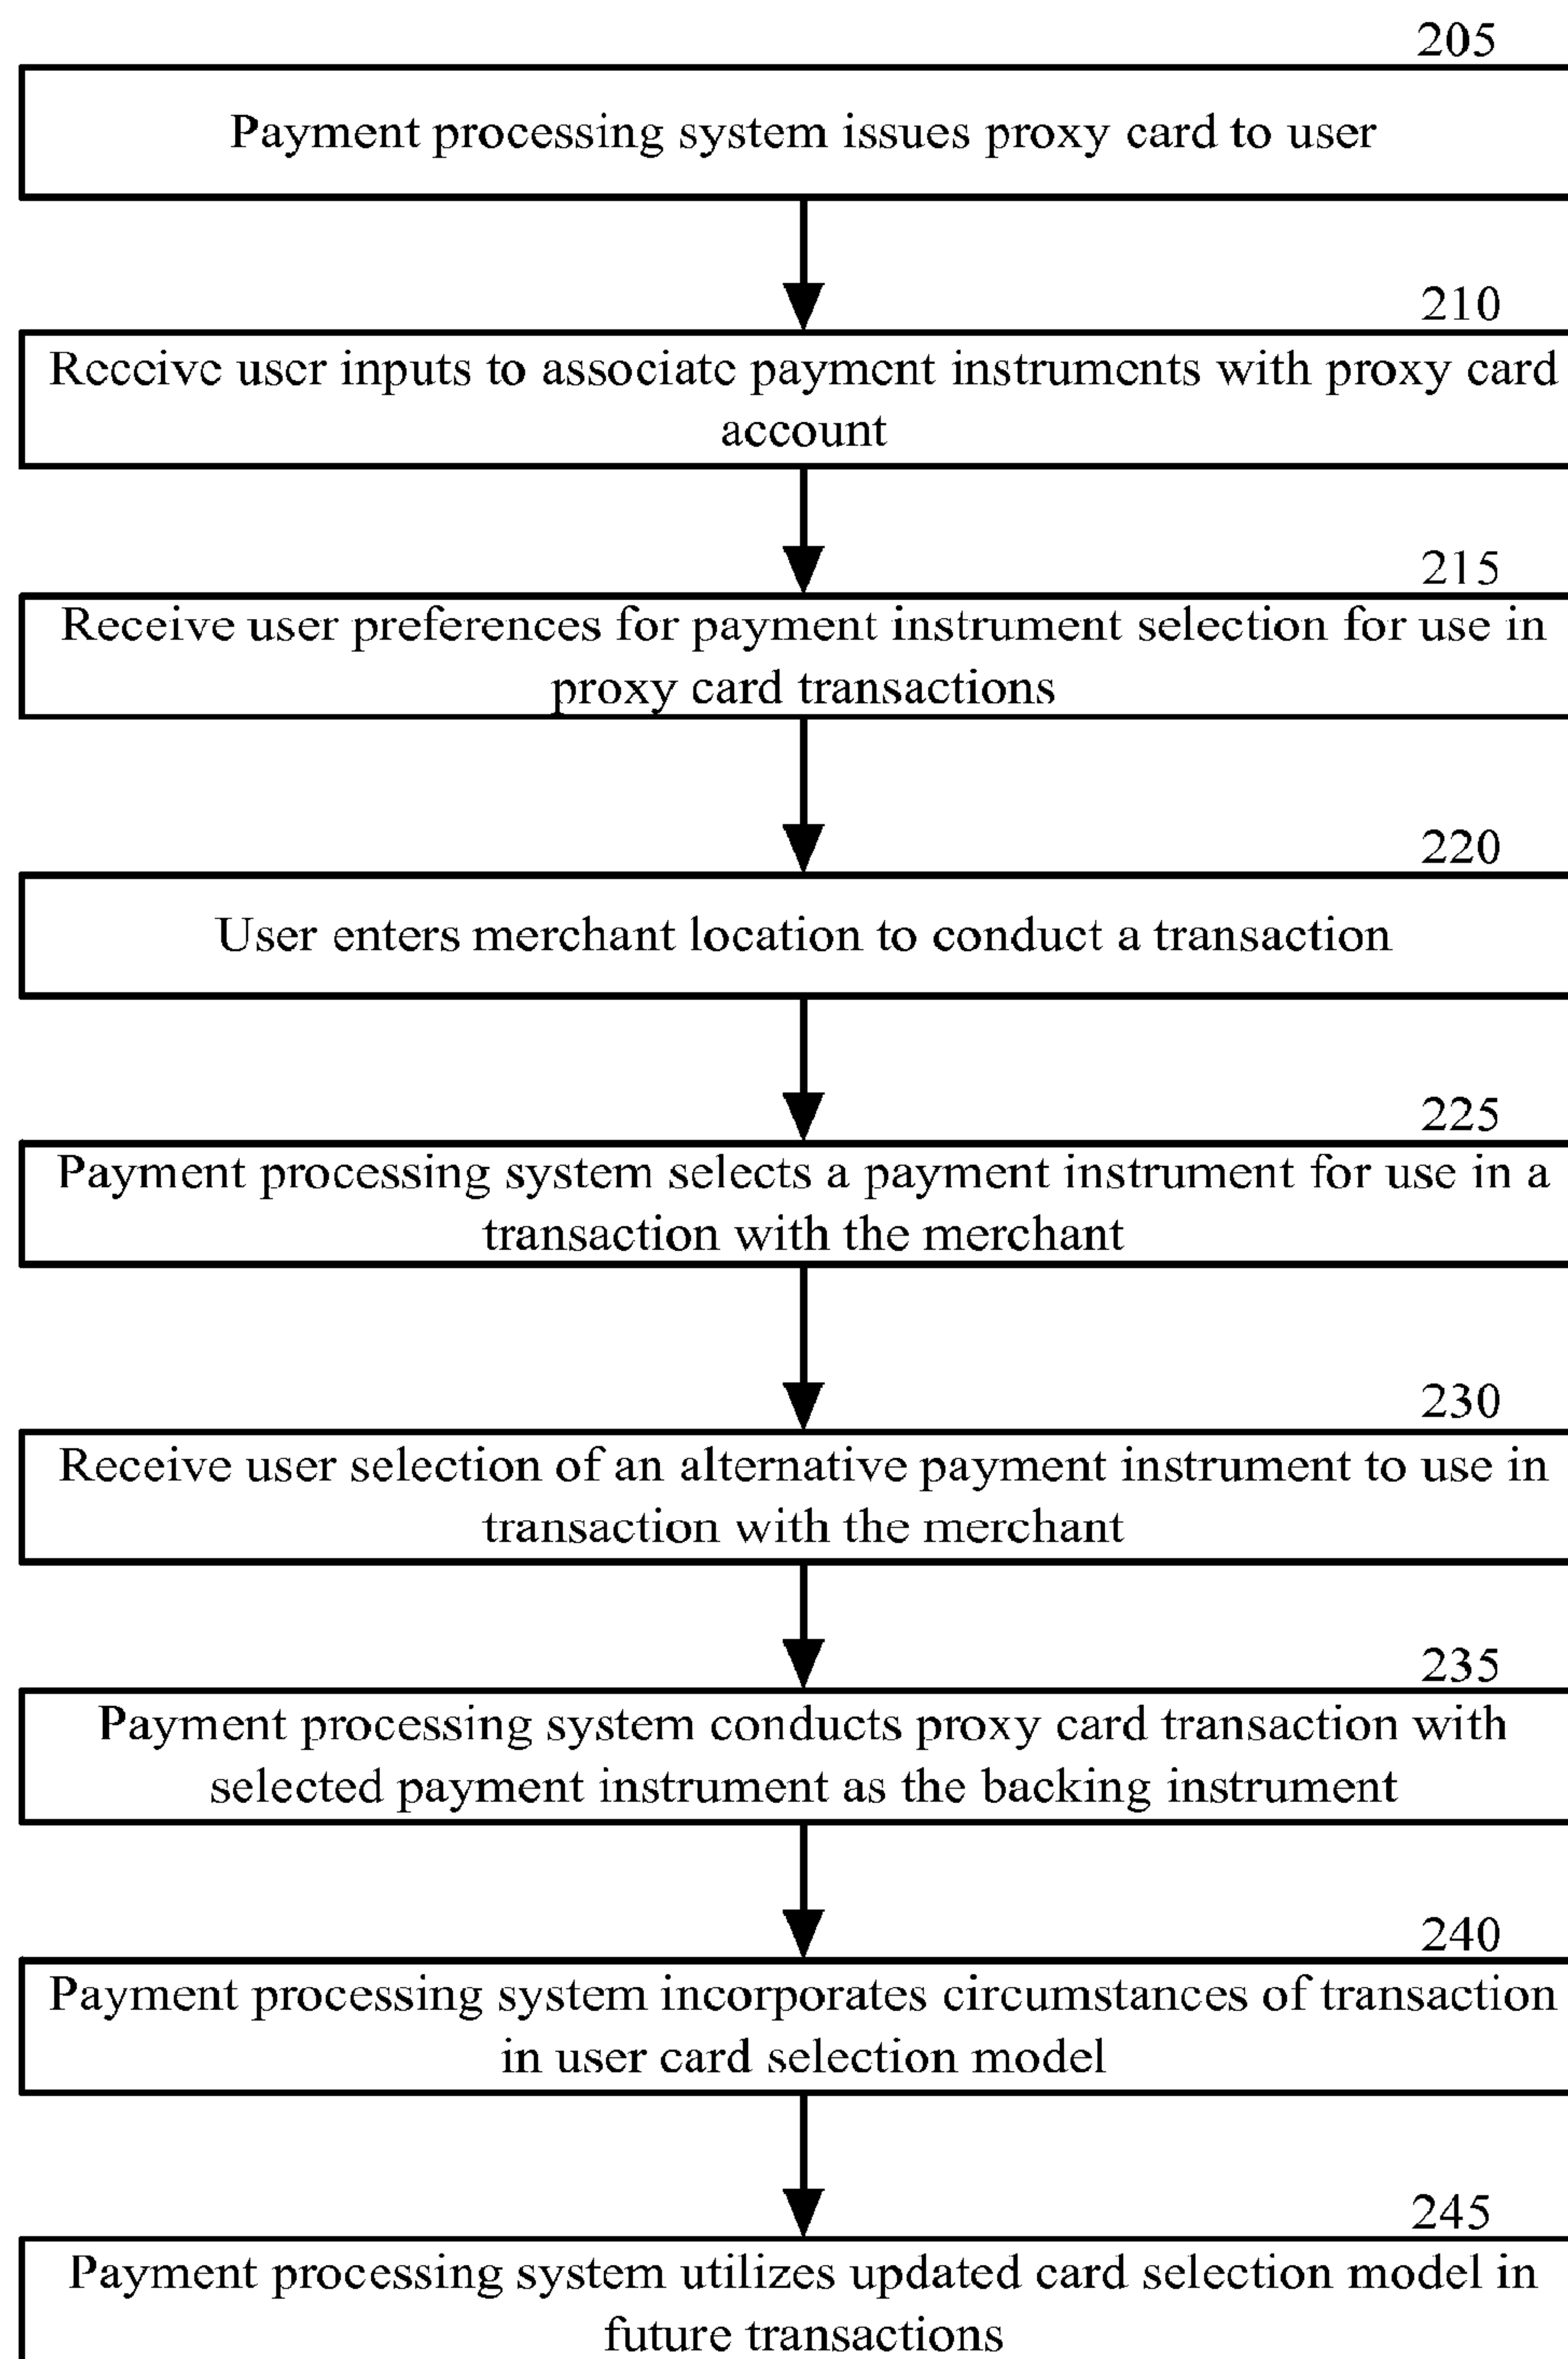 205
Payment processing system issues proxy card to user
210
Receive user inputs to associate payment instruments with proxy card
account
215
Receive user preferences for payment instrument selection for use in
proxy card transactions
220
User enters merchant location to conduct a transaction
225
Payment processing system selects a payment instrument for use in a
transaction with the merchant
230
Receive user selection of an alternative payment instrument to use in
transaction with the merchant
235
Payment processing system conducts proxy card transaction with
selected payment instrument as the backing instrument
240
Payment processing system incorporates circumstances of transaction
in user card selection model
245
Payment processing system utilizes updated card selection model in
future transactions